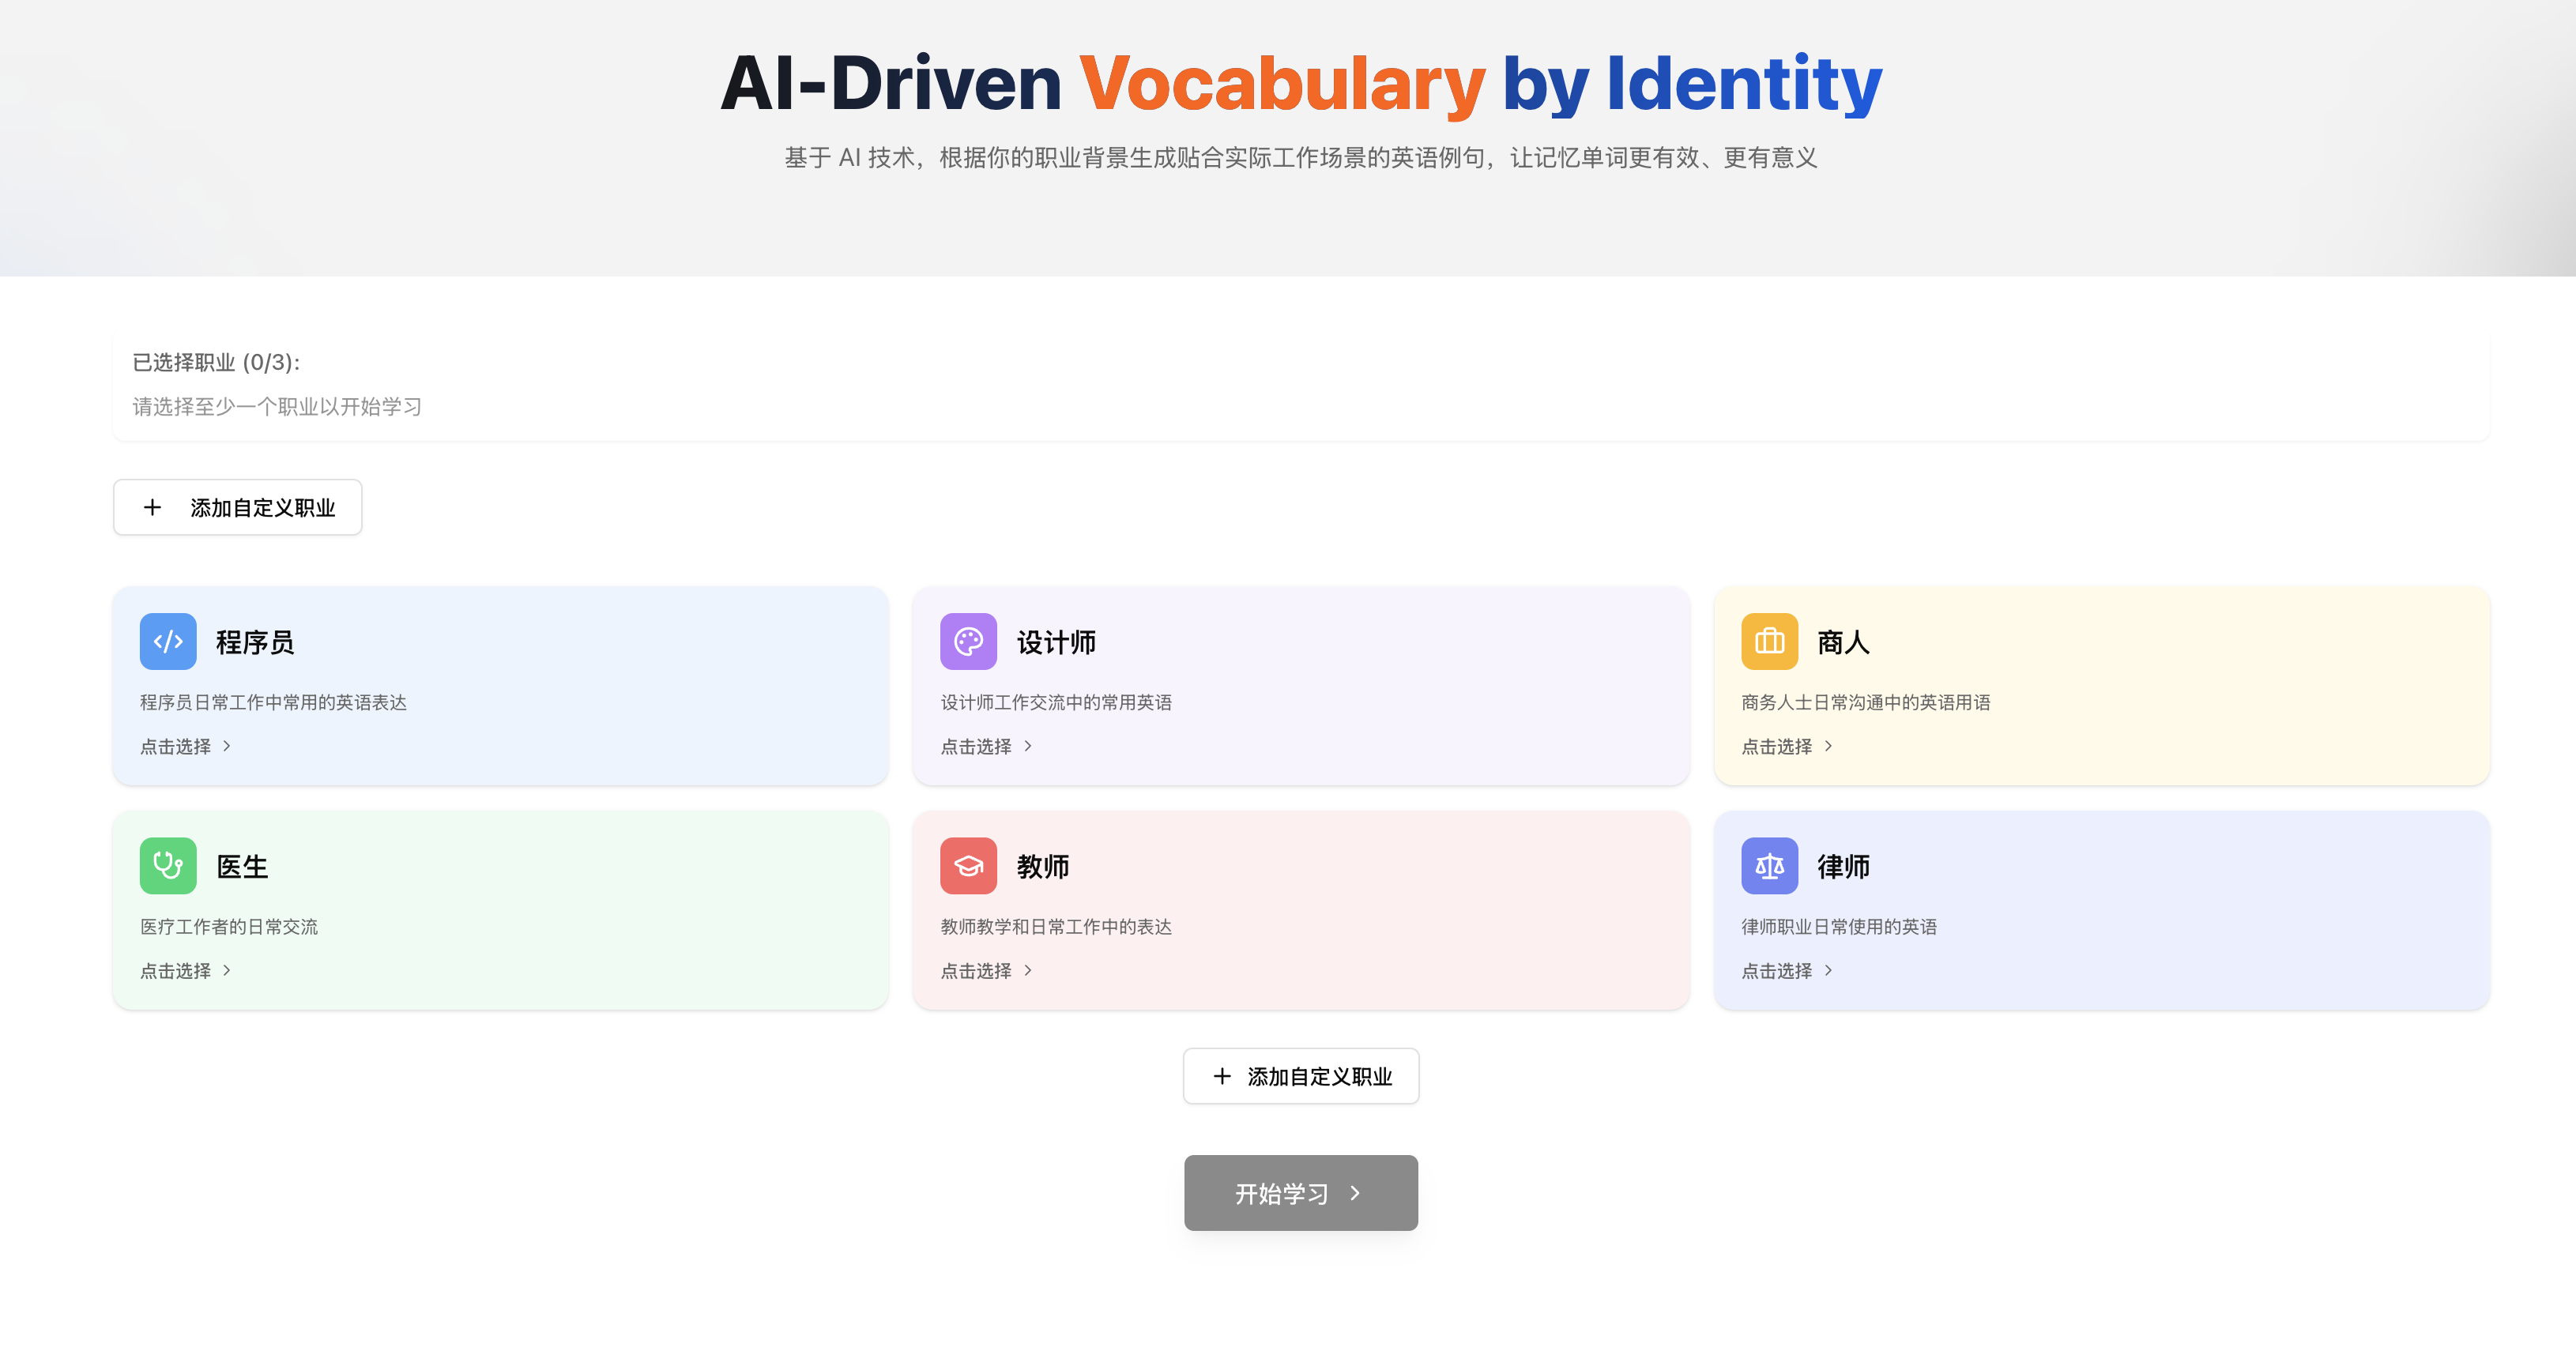 AI-Driven Vocabulary by Identity
基于 AI 技术，根据你的职业背景生成贴合实际工作场景的英语例句，让记忆单词更有效、更有意义
已选择职业 (0/3):
请选择至少一个职业以开始学习
添加自定义职业
程序员
程序员日常工作中常用的英语表达
点击选择
设计师
设计师工作交流中的常用英语
点击选择
商人
商务人士日常沟通中的英语用语
点击选择
医生
医疗工作者的日常交流
点击选择
教师
教师教学和日常工作中的表达
点击选择
律师
律师职业日常使用的英语
点击选择
添加自定义职业
开始学习